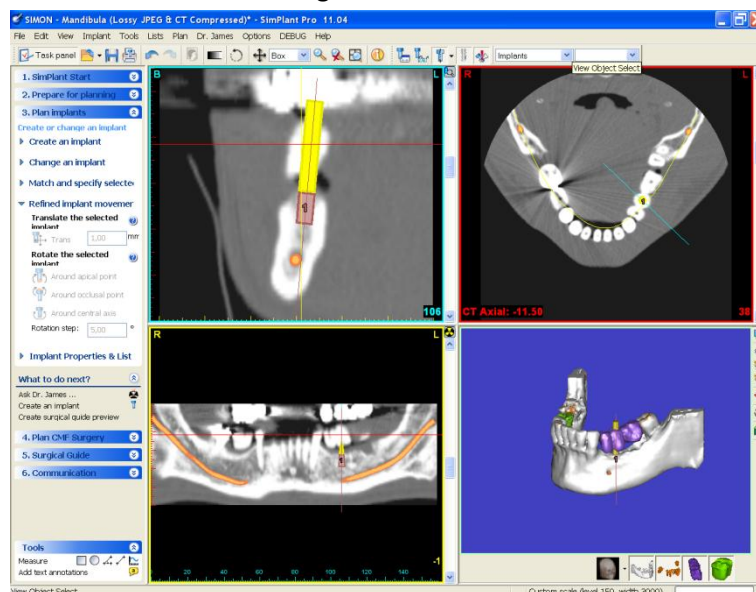 SIMON - Mandibula (Lossy JPEG & CT Compressed)* - SimPlant Pro 11.04
File Edit View Implant Tools Lists Plan Dr. James Options DEBUG Help
Task panel
Box
Implants
View Object Select
1. SimPlant Start
2. Prepare for planning
3. Plan implants
Create or change an implant
Create an implant
Change an implant
Match and specify selecte
Refined implant movemer
Translate the selected
implant
Trans 1,00 mm
Rotate the selected
implant
Around apical point
Around occlusal point
Around central axis
Rotation step: 5,00 °
Implant Properties & List
What to do next?
Ask Dr. James ...
Create an implant
Create surgical guide preview
4. Plan CMF Surgery
5. Surgical Guide
6. Communication
Tools
Measure
Add text annotations
B L
1
106
R L
1
CT Axial: -11.50 38
R L
1
20 40 60 80 100 120 140
-1
View Object Select
Custom scale (level 150, width 3000)